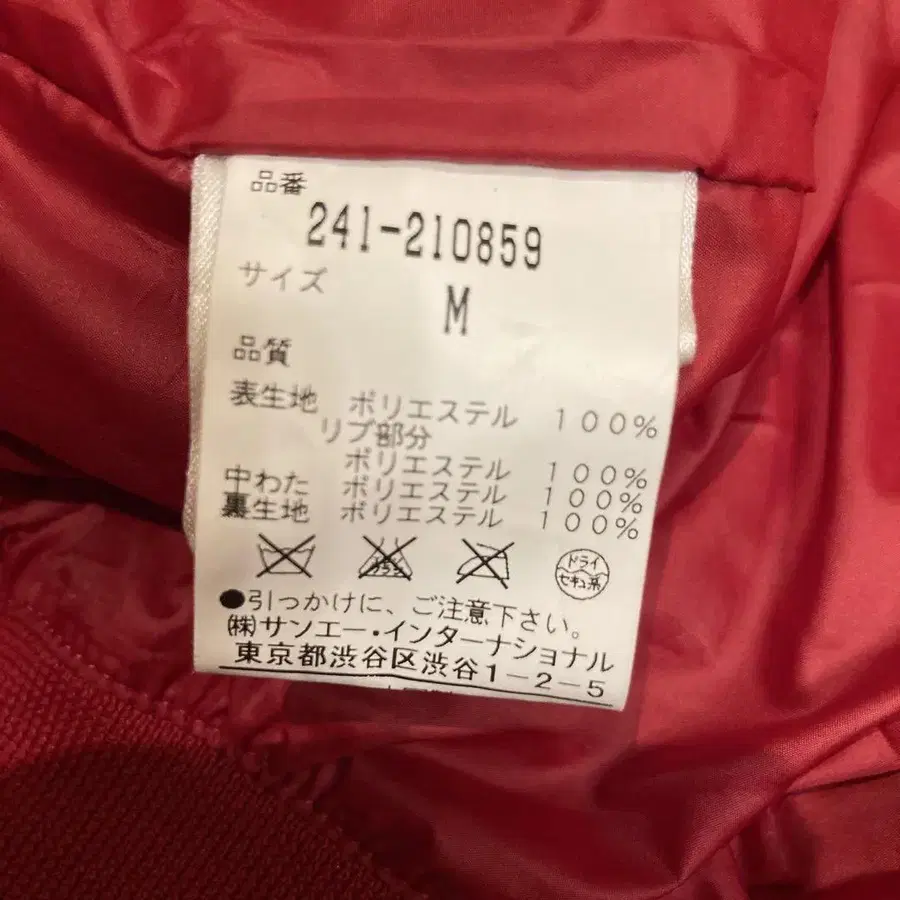 品番
241-210859
サイズ
M
品質
表生地 ポリエステル 100%
リブ部分
ポリエステル 100%
中わた ポリエステル 100%
裏生地 ポリエステル 100%
ドライ
セキユ系
●引っかけに、ご注意下さい。
㈱サンエー・インターナショナル
東京都渋谷区渋谷1-2-5